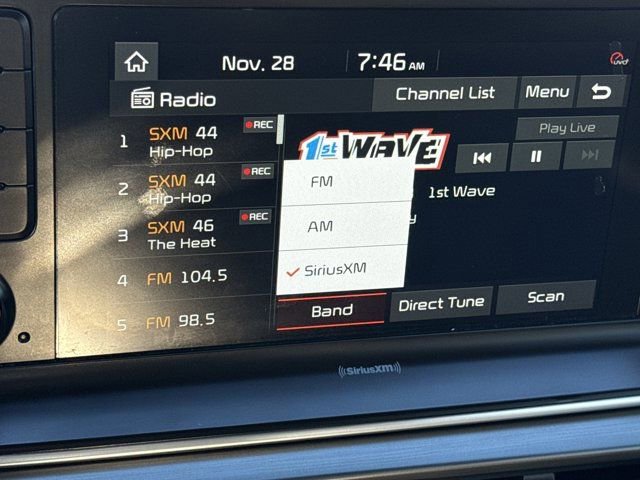 Nov. 28
7:46 AM
uvo
Radio
Channel List
Menu
1 SXM 44 REC
Hip-Hop
2 SXM 44 REC
Hip-Hop
3 SXM 46 REC
The Heat
4 FM 104.5
5 FM 98.5
1st WAVE
Play Live
1st Wave
y
FM
AM
SiriusXM
Band
Direct Tune
Scan
((SiriusXM))